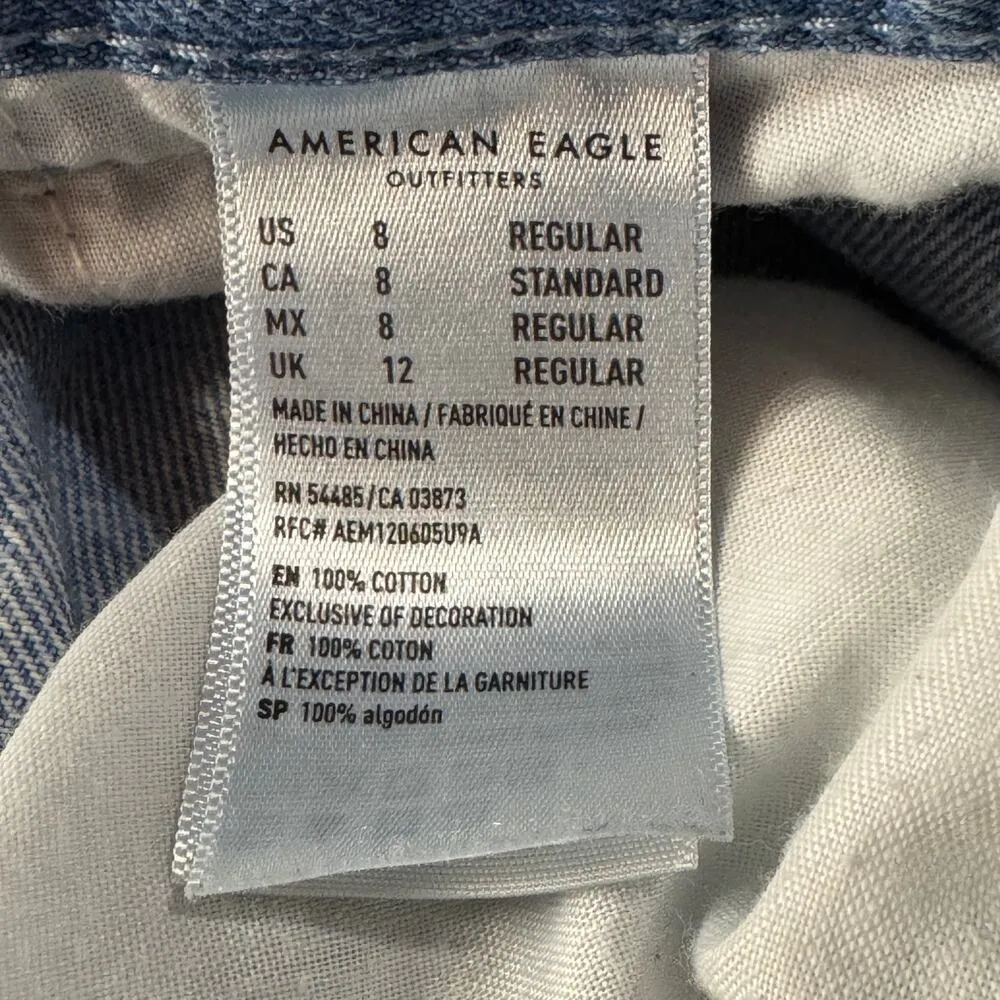 AMERICAN EAGLE
OUTFITTERS
US 8 REGULAR
CA 8 STANDARD
MX 8 REGULAR
UK 12 REGULAR
MADE IN CHINA / FABRIQUÉ EN CHINE /
HECHO EN CHINA
RN 54485/CA 03873
RFC# AEM120605U9A
EN 100% COTTON
EXCLUSIVE OF DECORATION
FR 100% COTON
À L'EXCEPTION DE LA GARNITURE
SP 100% algodón